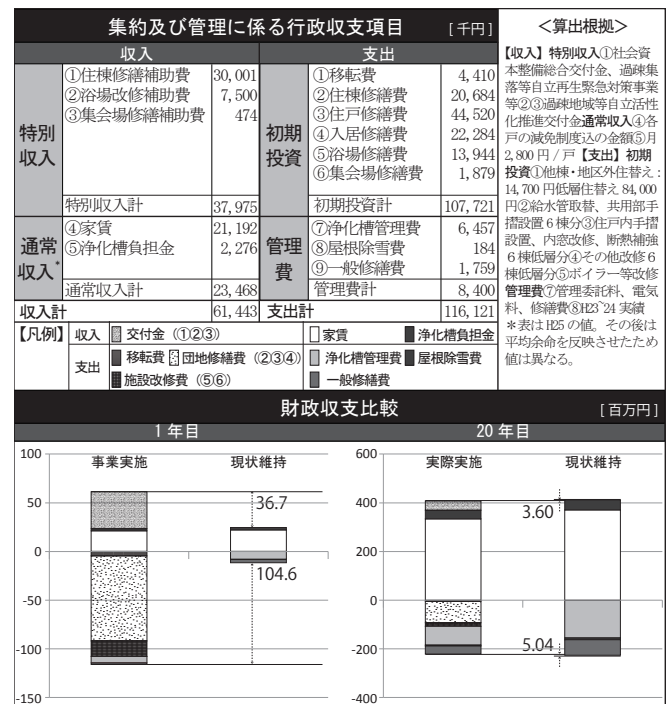 集約及び管理に係る行政収支項目 [千円]
収入 支出
特別収入
①住棟修繕補助費 30,001
②浴場改修補助費 7,500
③集会場修繕補助費 474
特別収入計 37,975
初期投資
①移転費 4,410
②住棟修繕費 20,684
③住戸修繕費 44,520
④入居修繕費 22,284
⑤浴場修繕費 13,944
⑥集会場修繕費 1,879
初期投資計 107,721
通常収入*
④家賃 21,192
⑤浄化槽負担金 2,276
通常収入計 23,468
管理費
⑦浄化槽管理費 6,457
⑧屋根除雪費 184
⑨一般修繕費 1,759
管理費計 8,400
収入計 61,443 支出計 116,121
【凡例】 収入 交付金（①②③） 家賃 浄化槽負担金
支出 移転費 団地修繕費（②③④） 浄化槽管理費 屋根除雪費
施設改修費（⑤⑥） 一般修繕費
＜算出根拠＞
【収入】特別収入①社会資
本整備総合交付金、過疎集
落等自立再生緊急対策事業
等②③過疎地域等自立活性
化推進交付金通常収入④各
戸の減免制度込の金額⑤月
2,800円/戸【支出】初期
投資①他棟・地区外住替え：
14,700円低層住替え 84,000
円②給水管取替、共用部手
摺設置6棟分③住戸内手摺
設置、内窓改修、断熱補強
6棟低層分④その他改修6
棟低層分⑤ボイラー等改修
管理費⑦管理委託料、電気
料、修繕費⑧H23~24 実績
＊表はH25の値。その後は
平均余命を反映させたため
値は異なる。
財政収支比較 [百万円]
1年目 20年目
事業実施 現状維持
100
50
0
-50
-100
-150
36.7
104.6
実際実施 現状維持
600
400
200
0
-200
-400
3.60
5.04